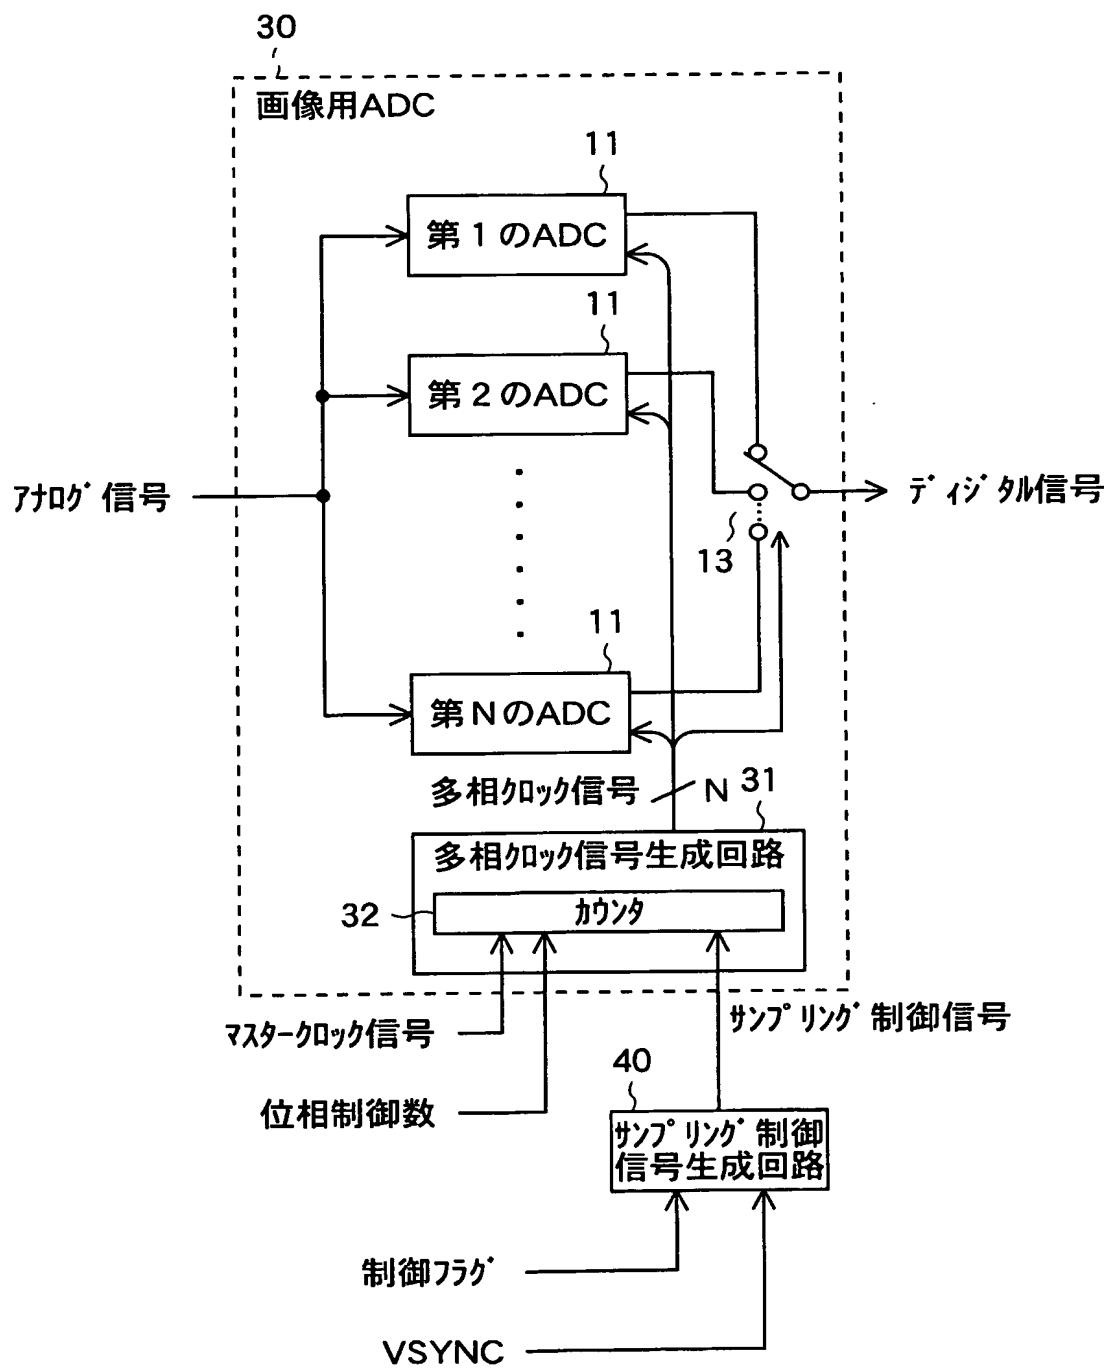 30
画像用ADC
11
第1のADC
11
第2のADC
アナログ信号
ディジタル信号
13
11
第NのADC
多相クロック信号 N
31
多相クロック信号生成回路
32
カウンタ
マスタークロック信号
サンプリング制御信号
位相制御数
40
サンプリング制御
信号生成回路
制御フラグ
VSYNC